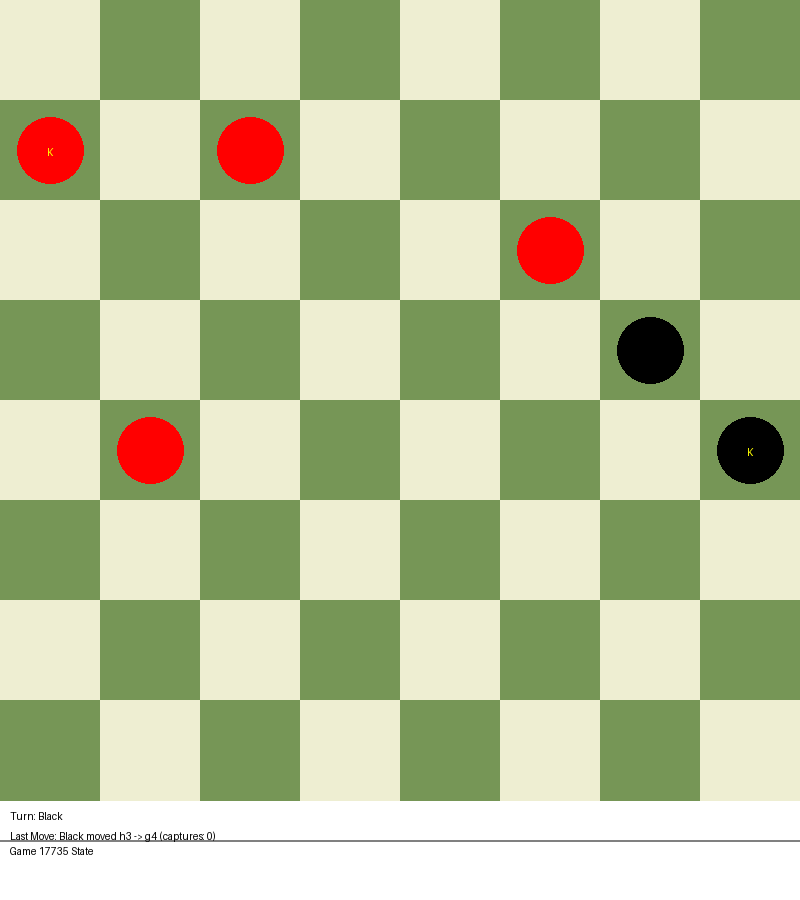 K
K
Turn: Black
Last Move: Black moved h3 -> g4 (captures: 0)
Game 17735 State